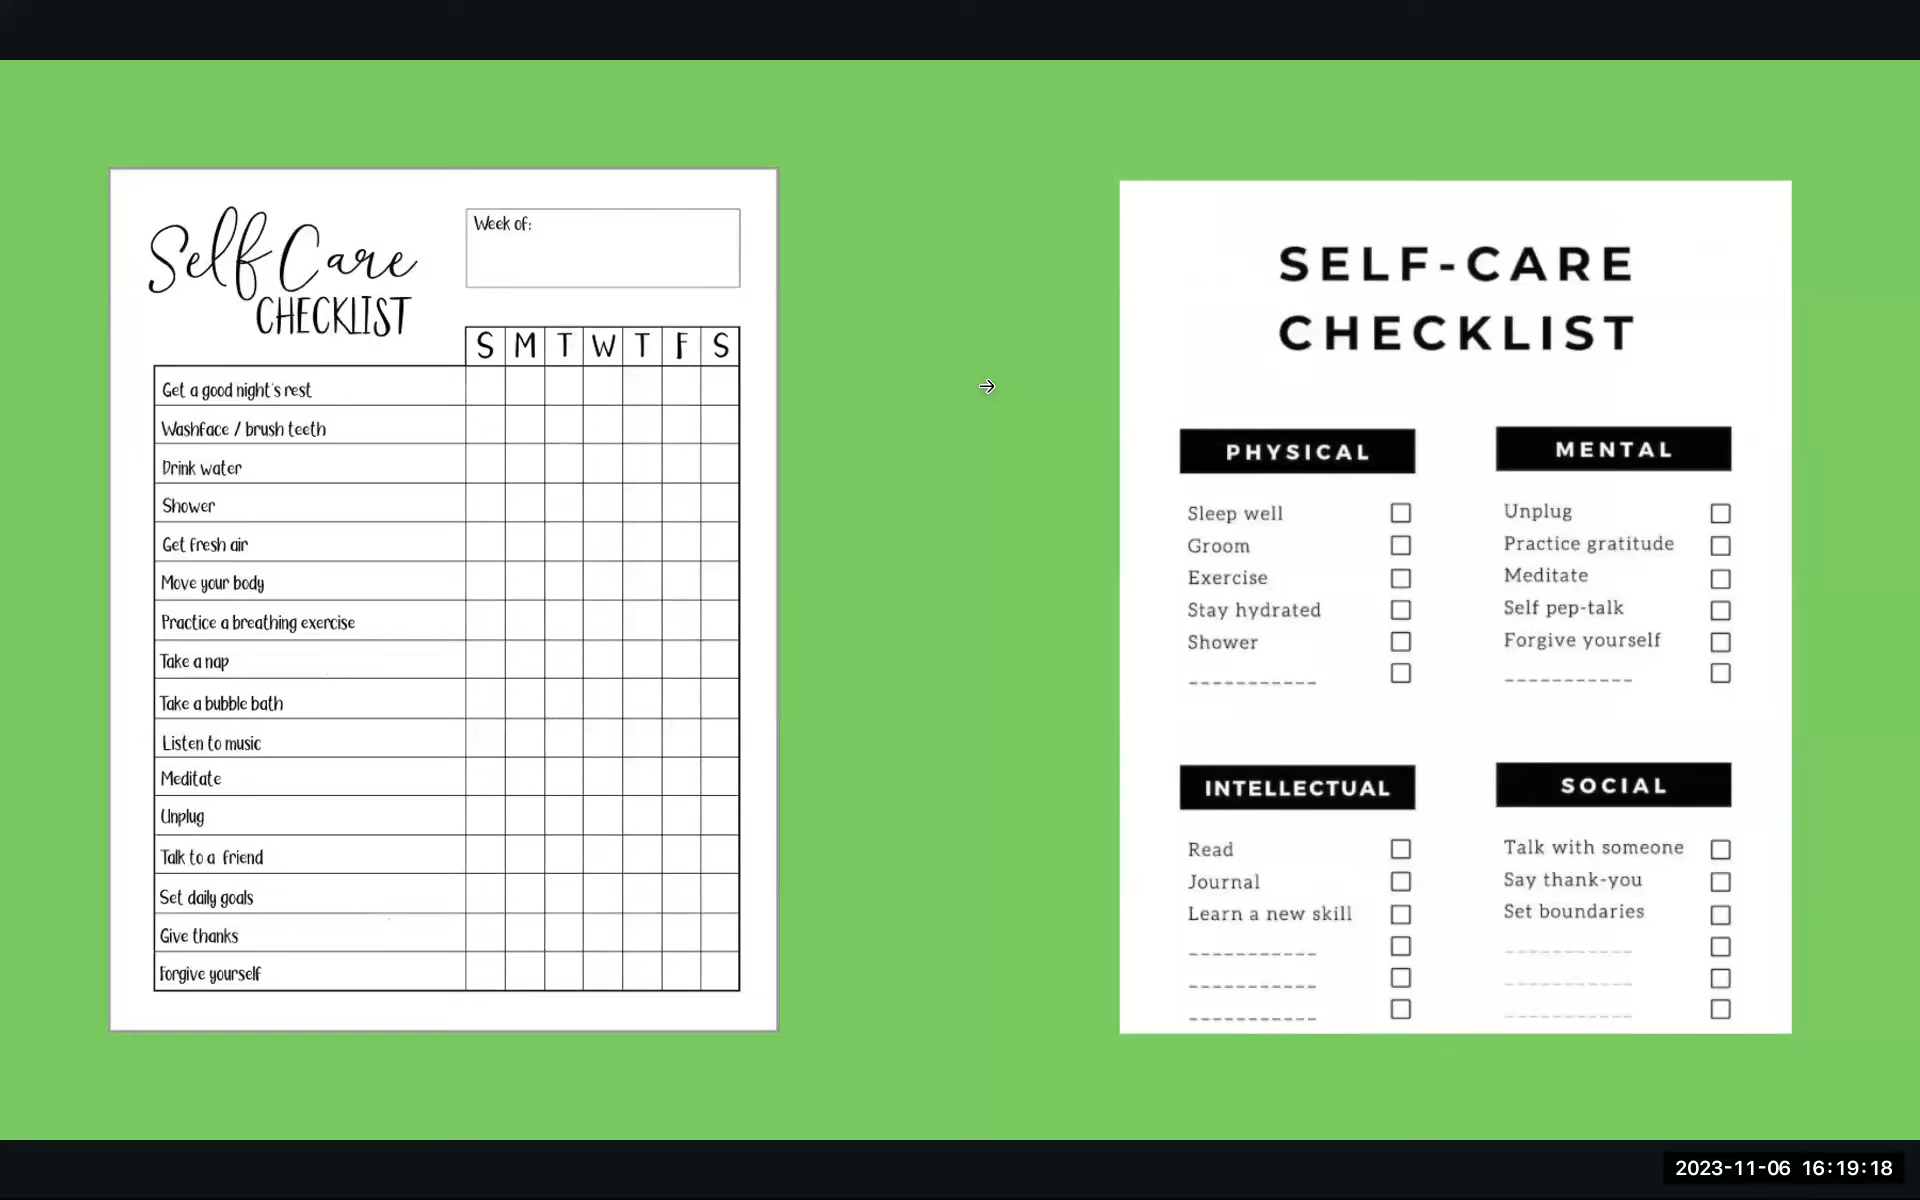 Self Care
CHECKLIST
Week of:
S M T W T F S
Get a good night's rest
Washface / brush teeth
Drink water
Shower
Get fresh air
Move your body
Practice a breathing exercise
Take a nap
Take a bubble bath
Listen to music
Meditate
Unplug
Talk to a friend
Set daily goals
Give thanks
Forgive yourself
SELF-CARE
CHECKLIST
PHYSICAL
Sleep well
Groom
Exercise
Stay hydrated
Shower
MENTAL
Unplug
Practice gratitude
Meditate
Self pep-talk
Forgive yourself
INTELLECTUAL
Read
Journal
Learn a new skill
SOCIAL
Talk with someone
Say thank-you
Set boundaries
2023-11-06 16:19:18